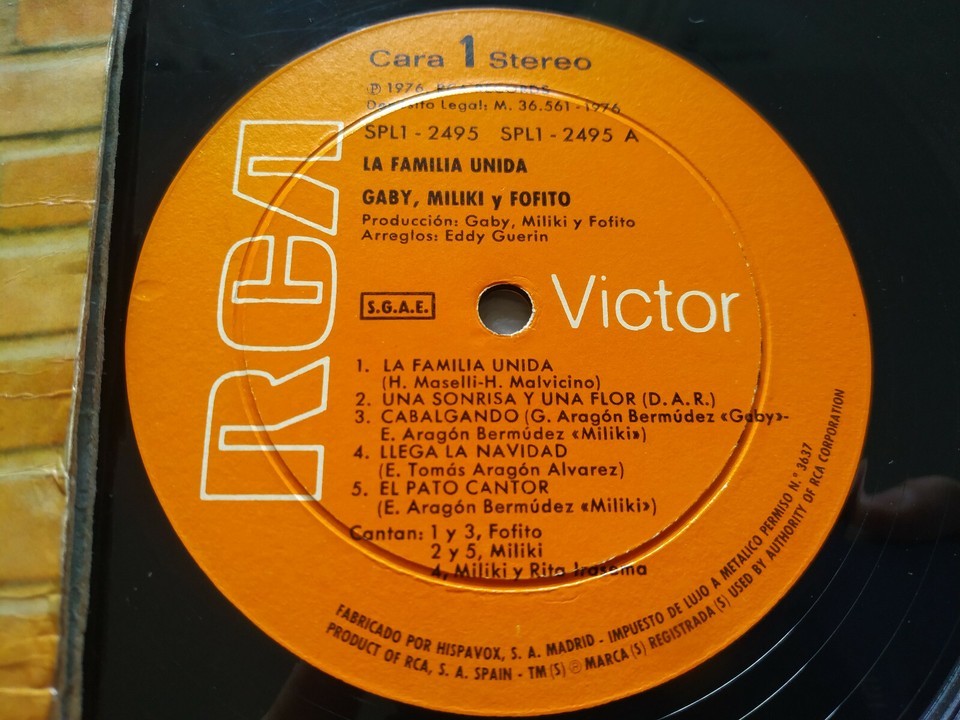 Cara 1 Stereo
℗ 1976, RCA RECORDS
Depósito Legal: M. 36.561-1976
SPL1-2495 SPL1-2495 A
LA FAMILIA UNIDA
GABY, MILIKI y FOFITO
Producción: Gaby, Miliki y Fofito
Arreglos: Eddy Guerin
RCA
S.G.A.E.
Victor
1. LA FAMILIA UNIDA
(H. Maselli-H. Malvicino)
2. UNA SONRISA Y UNA FLOR (D.A.R.)
3. CABALGANDO (G. Aragón Bermúdez «Gaby»-
E. Aragón Bermúdez «Miliki»)
4. LLEGA LA NAVIDAD
(E. Tomás Aragón Alvarez)
5. EL PATO CANTOR
(E. Aragón Bermúdez «Miliki»)
Cantan: 1 y 3, Fofito
2 y 5, Miliki
4, Miliki y Rita Irasema
FABRICADO POR HISPAVOX, S. A. MADRID - IMPUESTO DE LUJO A METALICO PERMISO N.º 3637
PRODUCT OF RCA, S. A. SPAIN - TM (S) ® MARCA (S) REGISTRADA (S) USED BY AUTHORITY OF RCA CORPORATION